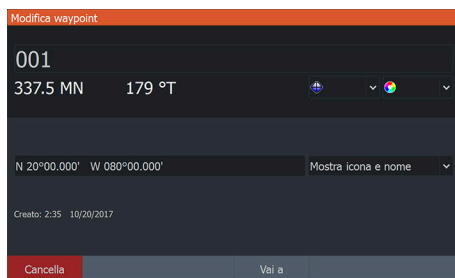 Modifica waypoint
001
337.5 MN 179 °T
N 20°00.000' W 080°00.000' Mostra icona e nome
Creato: 2:35 10/20/2017
Cancella Vai a